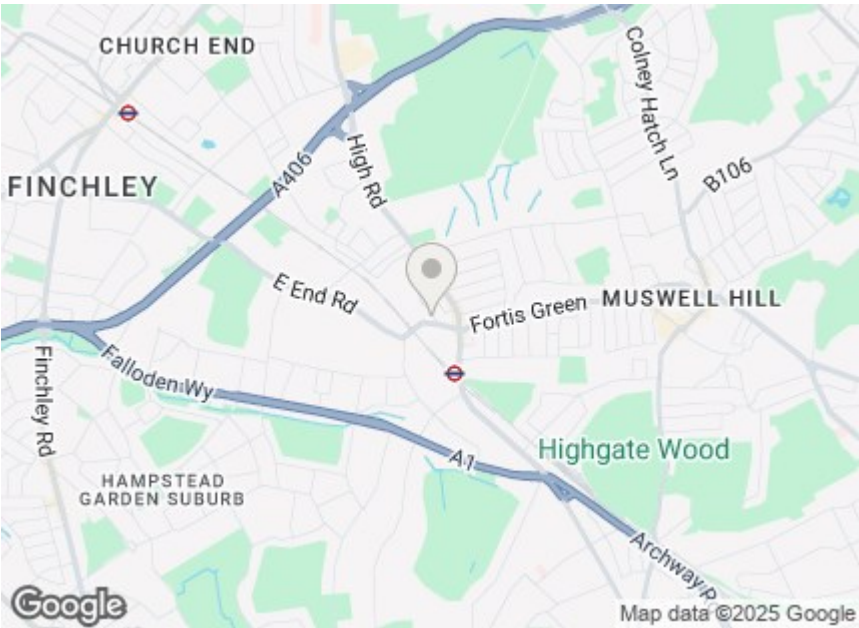 CHURCH END
Colney Hatch Ln
High Rd
A406
B106
FINCHLEY
E End Rd
Fortis Green
MUSWELL HILL
Finchley Rd
Falloden Wy
A1
Highgate Wood
HAMPSTEAD
GARDEN SUBURB
Archway R
Google
Map data ©2025 Google